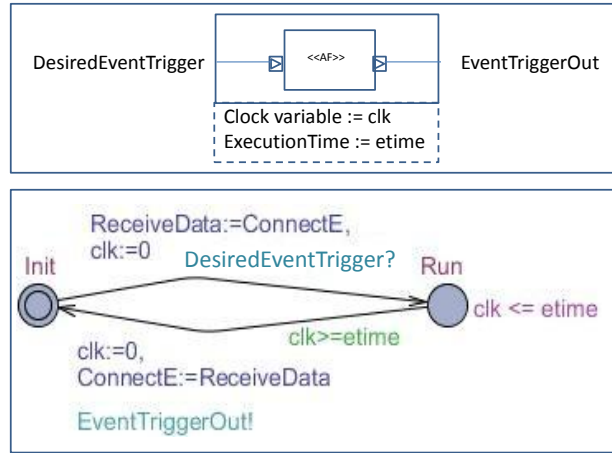 DesiredEventTrigger
<<AF>>
EventTriggerOut
Clock variable := clk
ExecutionTime := etime
ReceiveData:=ConnectE,
clk:=0
Init
DesiredEventTrigger?
Run
clk <= etime
clk>=etime
clk:=0,
ConnectE:=ReceiveData
EventTriggerOut!